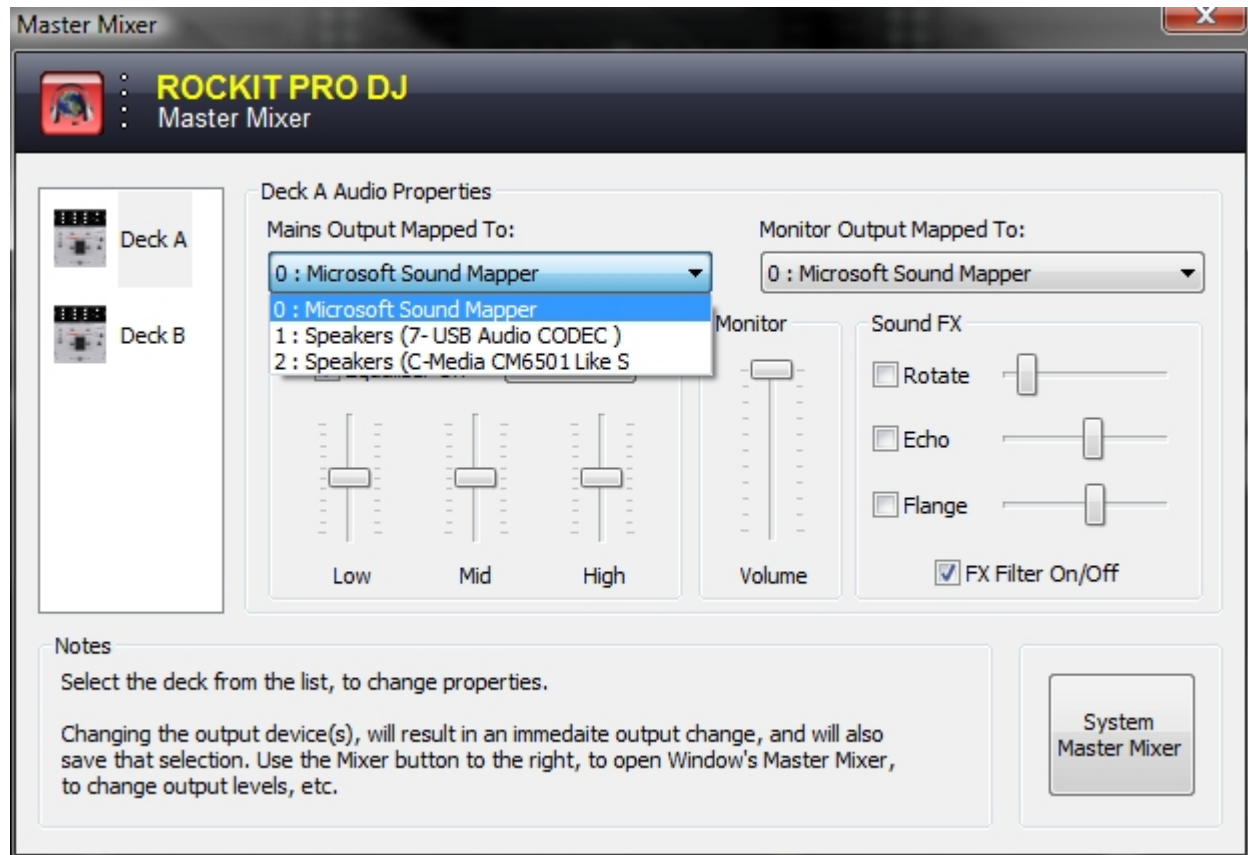 Master Mixer
ROCKIT PRO DJ
Master Mixer
Deck A
Deck B
Deck A Audio Properties
Mains Output Mapped To:
0 : Microsoft Sound Mapper
0 : Microsoft Sound Mapper
1 : Speakers (7- USB Audio CODEC )
2 : Speakers (C-Media CM6501 Like S
Low
Mid
High
Monitor Output Mapped To:
0 : Microsoft Sound Mapper
Monitor
Volume
Sound FX
Rotate
Echo
Flange
FX Filter On/Off
Notes
Select the deck from the list, to change properties.
Changing the output device(s), will result in an immedaite output change, and will also
save that selection. Use the Mixer button to the right, to open Window's Master Mixer,
to change output levels, etc.
System
Master Mixer